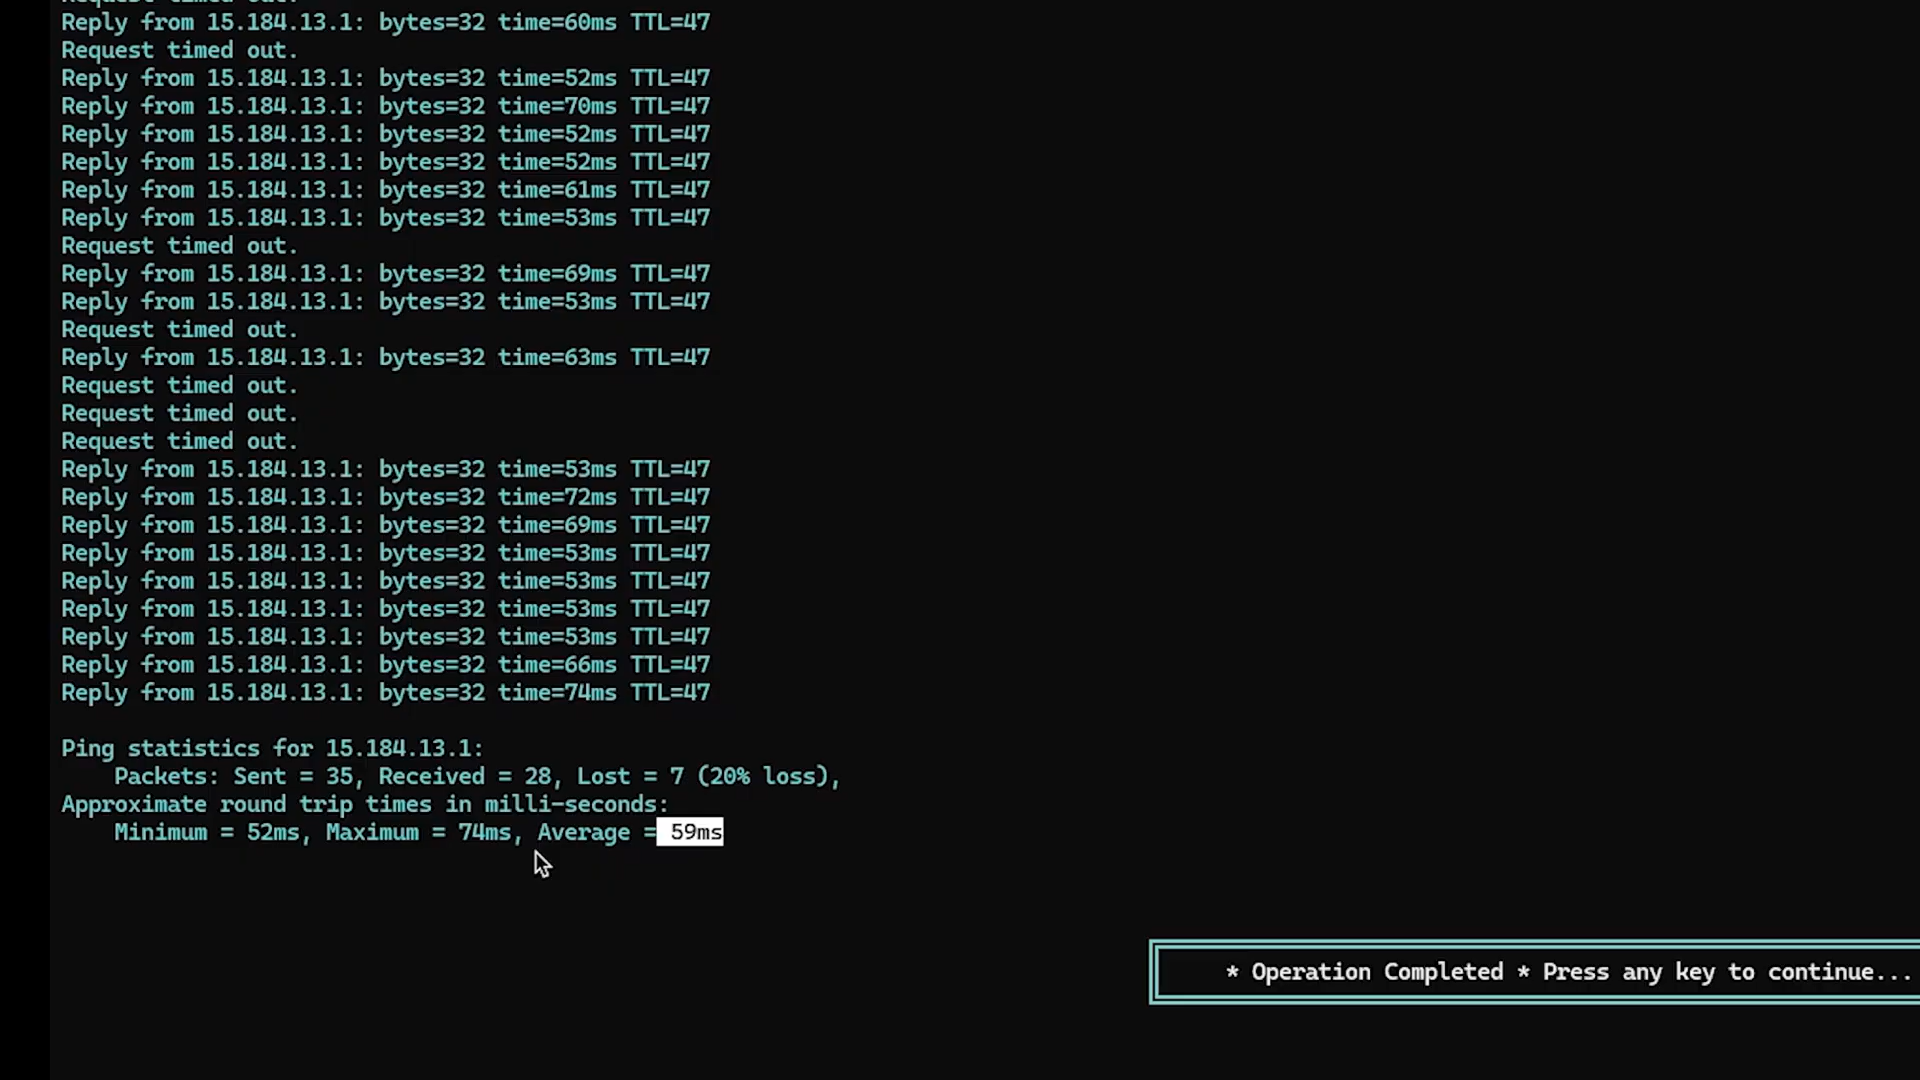 Request timed out.
Reply from 15.184.13.1: bytes=32 time=60ms TTL=47
Request timed out.
Reply from 15.184.13.1: bytes=32 time=52ms TTL=47
Reply from 15.184.13.1: bytes=32 time=70ms TTL=47
Reply from 15.184.13.1: bytes=32 time=52ms TTL=47
Reply from 15.184.13.1: bytes=32 time=52ms TTL=47
Reply from 15.184.13.1: bytes=32 time=61ms TTL=47
Reply from 15.184.13.1: bytes=32 time=53ms TTL=47
Request timed out.
Reply from 15.184.13.1: bytes=32 time=69ms TTL=47
Reply from 15.184.13.1: bytes=32 time=53ms TTL=47
Request timed out.
Reply from 15.184.13.1: bytes=32 time=63ms TTL=47
Request timed out.
Request timed out.
Request timed out.
Reply from 15.184.13.1: bytes=32 time=53ms TTL=47
Reply from 15.184.13.1: bytes=32 time=72ms TTL=47
Reply from 15.184.13.1: bytes=32 time=69ms TTL=47
Reply from 15.184.13.1: bytes=32 time=53ms TTL=47
Reply from 15.184.13.1: bytes=32 time=53ms TTL=47
Reply from 15.184.13.1: bytes=32 time=53ms TTL=47
Reply from 15.184.13.1: bytes=32 time=53ms TTL=47
Reply from 15.184.13.1: bytes=32 time=66ms TTL=47
Reply from 15.184.13.1: bytes=32 time=74ms TTL=47
Ping statistics for 15.184.13.1:
Packets: Sent = 35, Received = 28, Lost = 7 (20% loss),
Approximate round trip times in milli-seconds:
Minimum = 52ms, Maximum = 74ms, Average = 59ms
* Operation Completed * Press any key to continue...